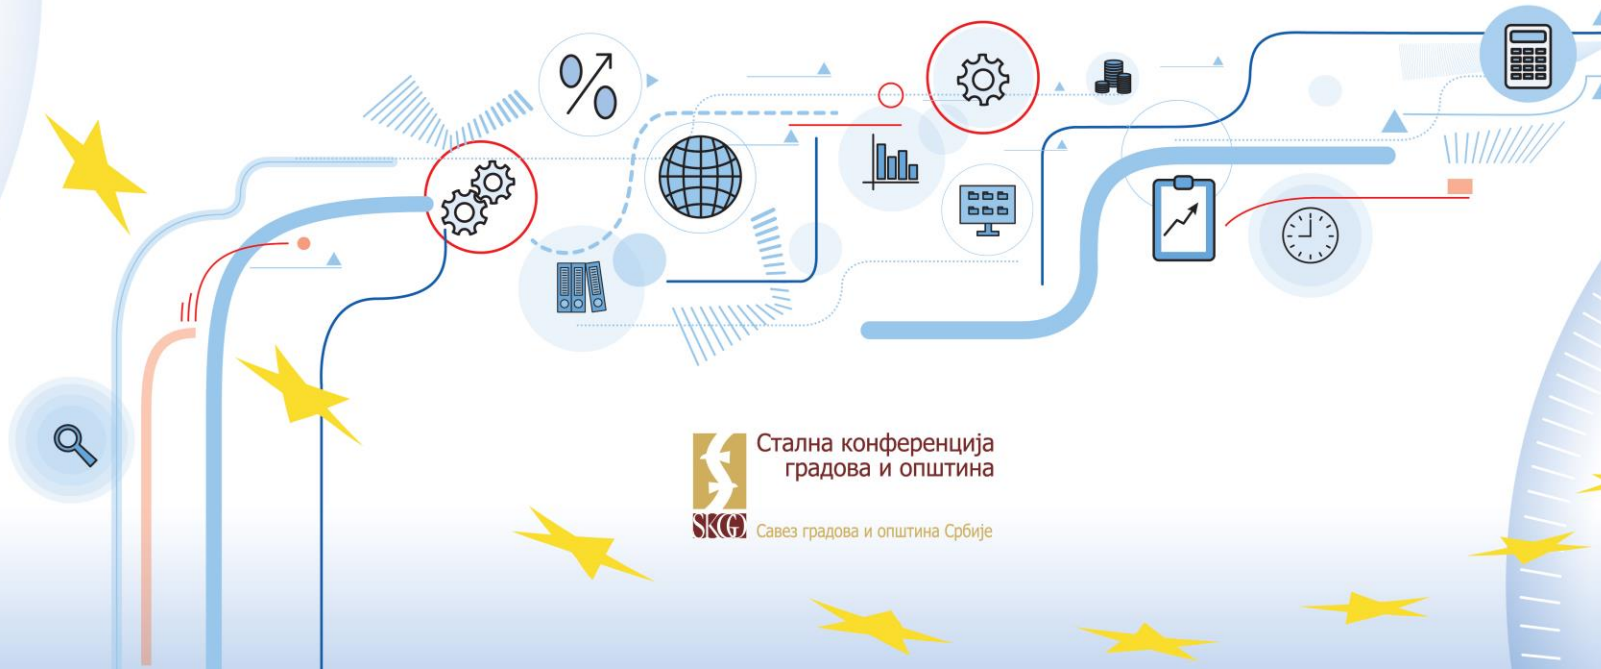 Стална конференција
градова и општина
SKGO
Савез градова и општина Србије